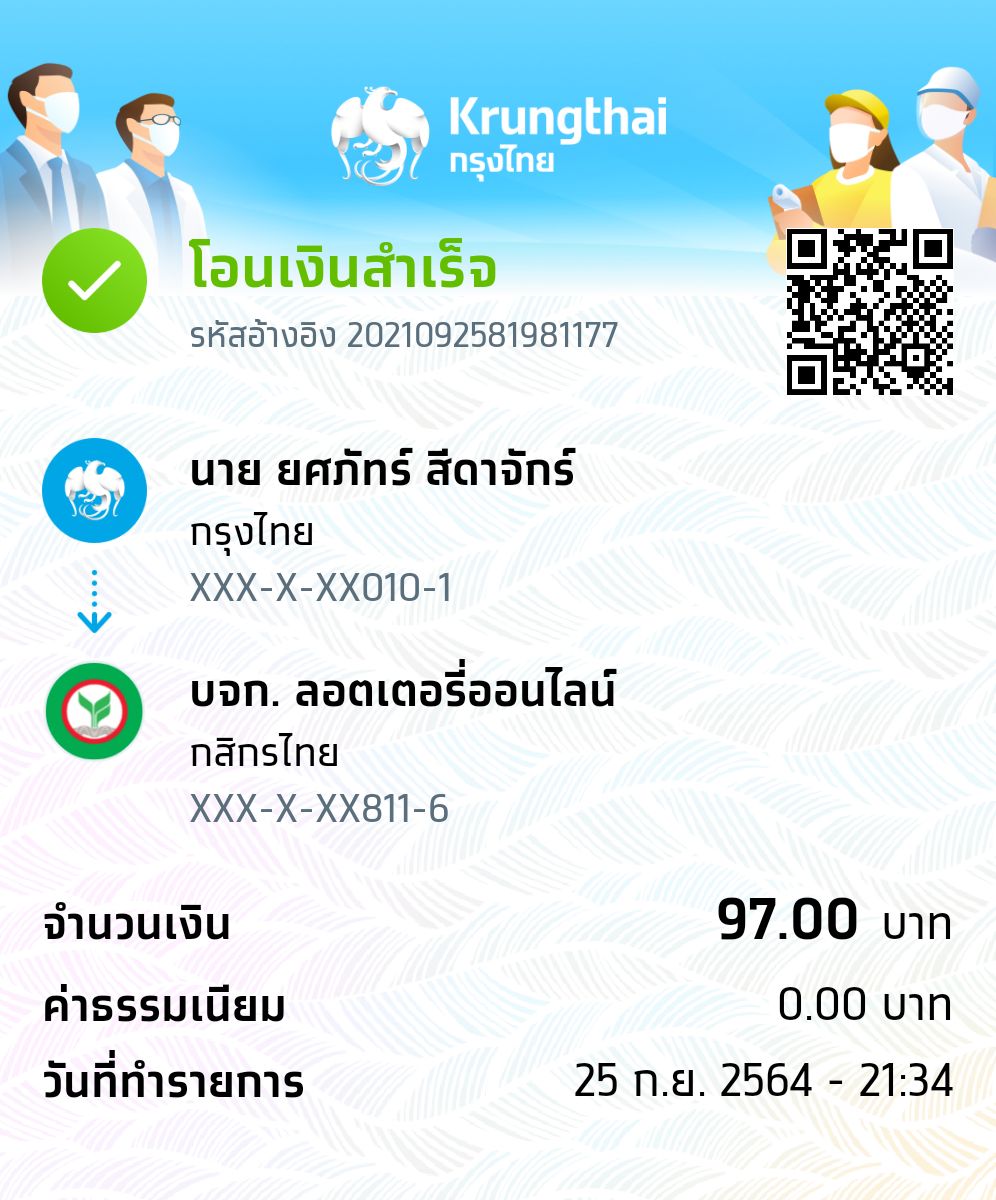 Krungthai
กรุงไทย
โอนเงินสำเร็จ
รหัสอ้างอิง 2021092581981177
นาย ยศภัทร์ สีดาจักร์
กรุงไทย
XXX-X-XX010-1
บจก. ลอตเตอรี่ออนไลน์
กสิกรไทย
XXX-X-XX811-6
จำนวนเงิน 97.00 บาท
ค่าธรรมเนียม 0.00 บาท
วันที่ทำรายการ 25 ก.ย. 2564 - 21:34